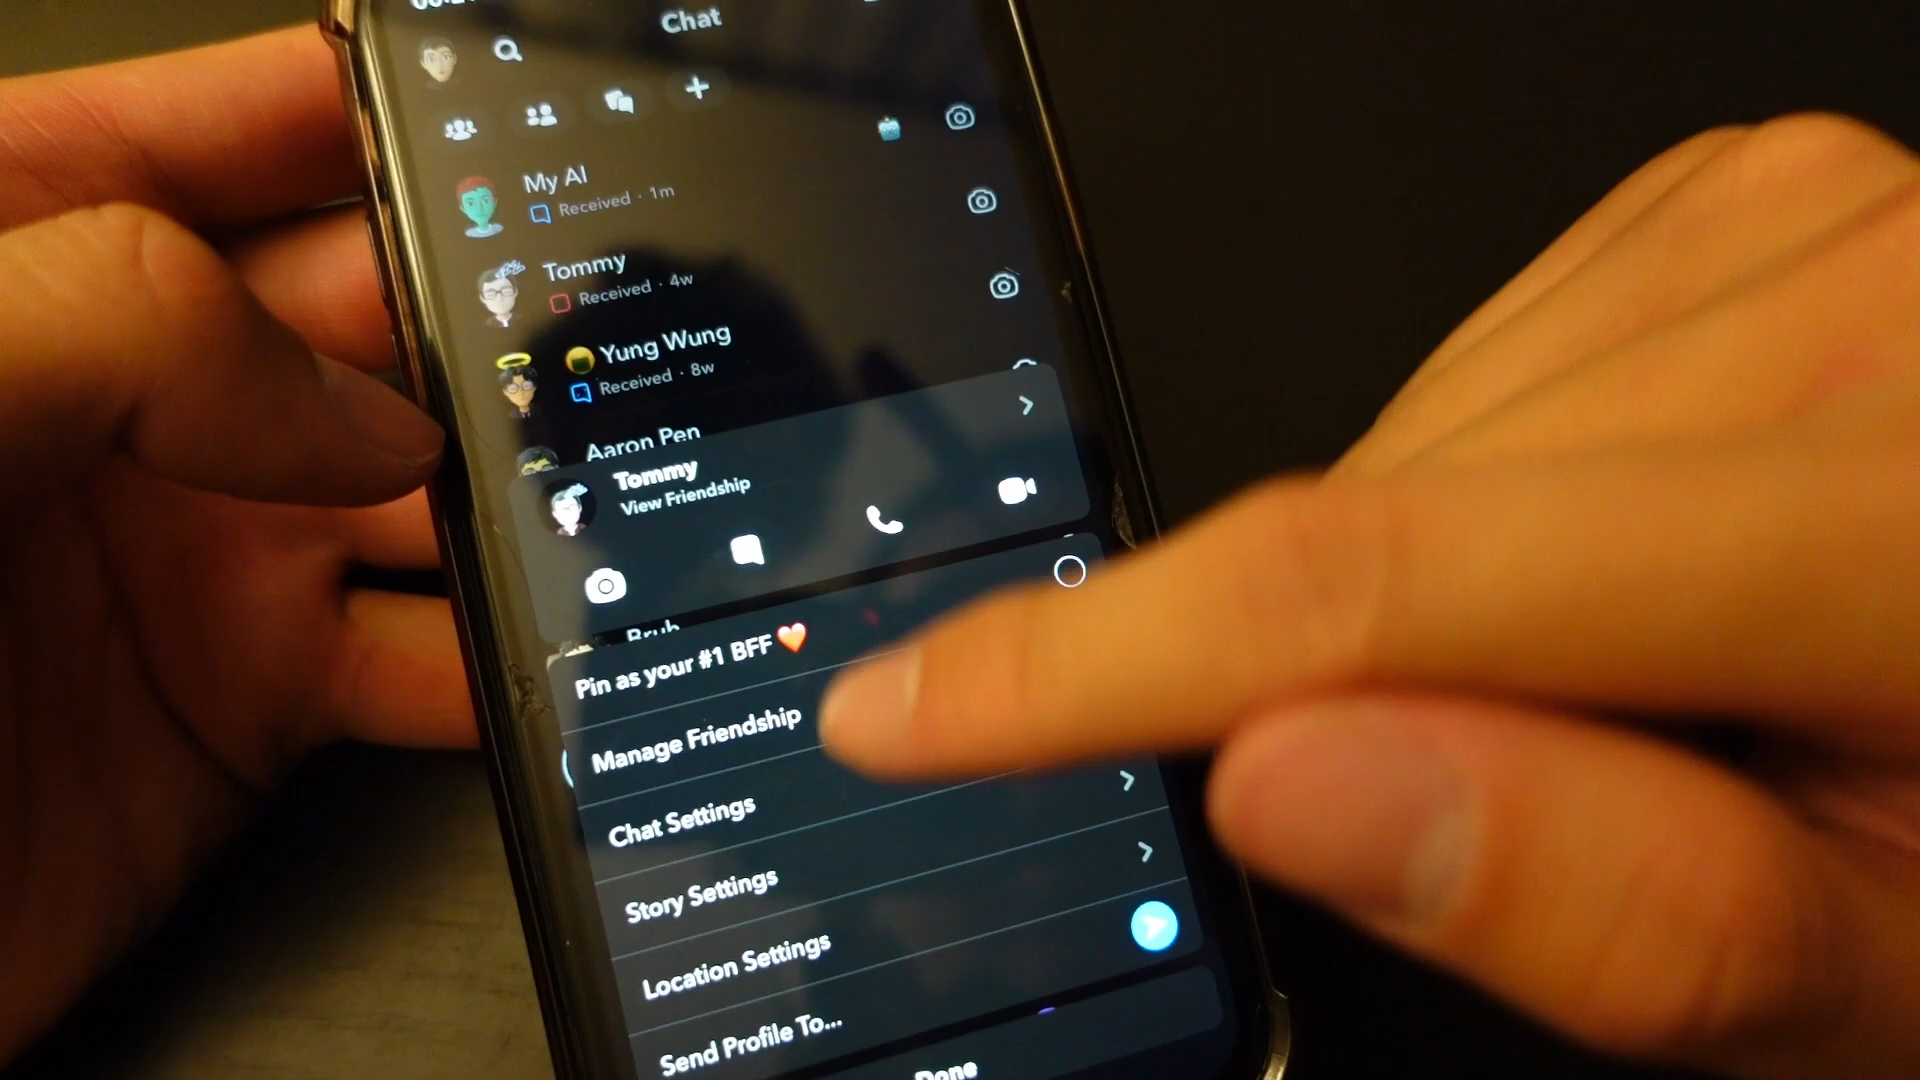 Chat
My AI
Received · 1m
Tommy
Received · 4w
Yung Wung
Received · 8w
Aaron Pen
Tommy
View Friendship
Bruh
Pin as your #1 BFF
Manage Friendship
Chat Settings
Story Settings
Location Settings
Send Profile To...
Done